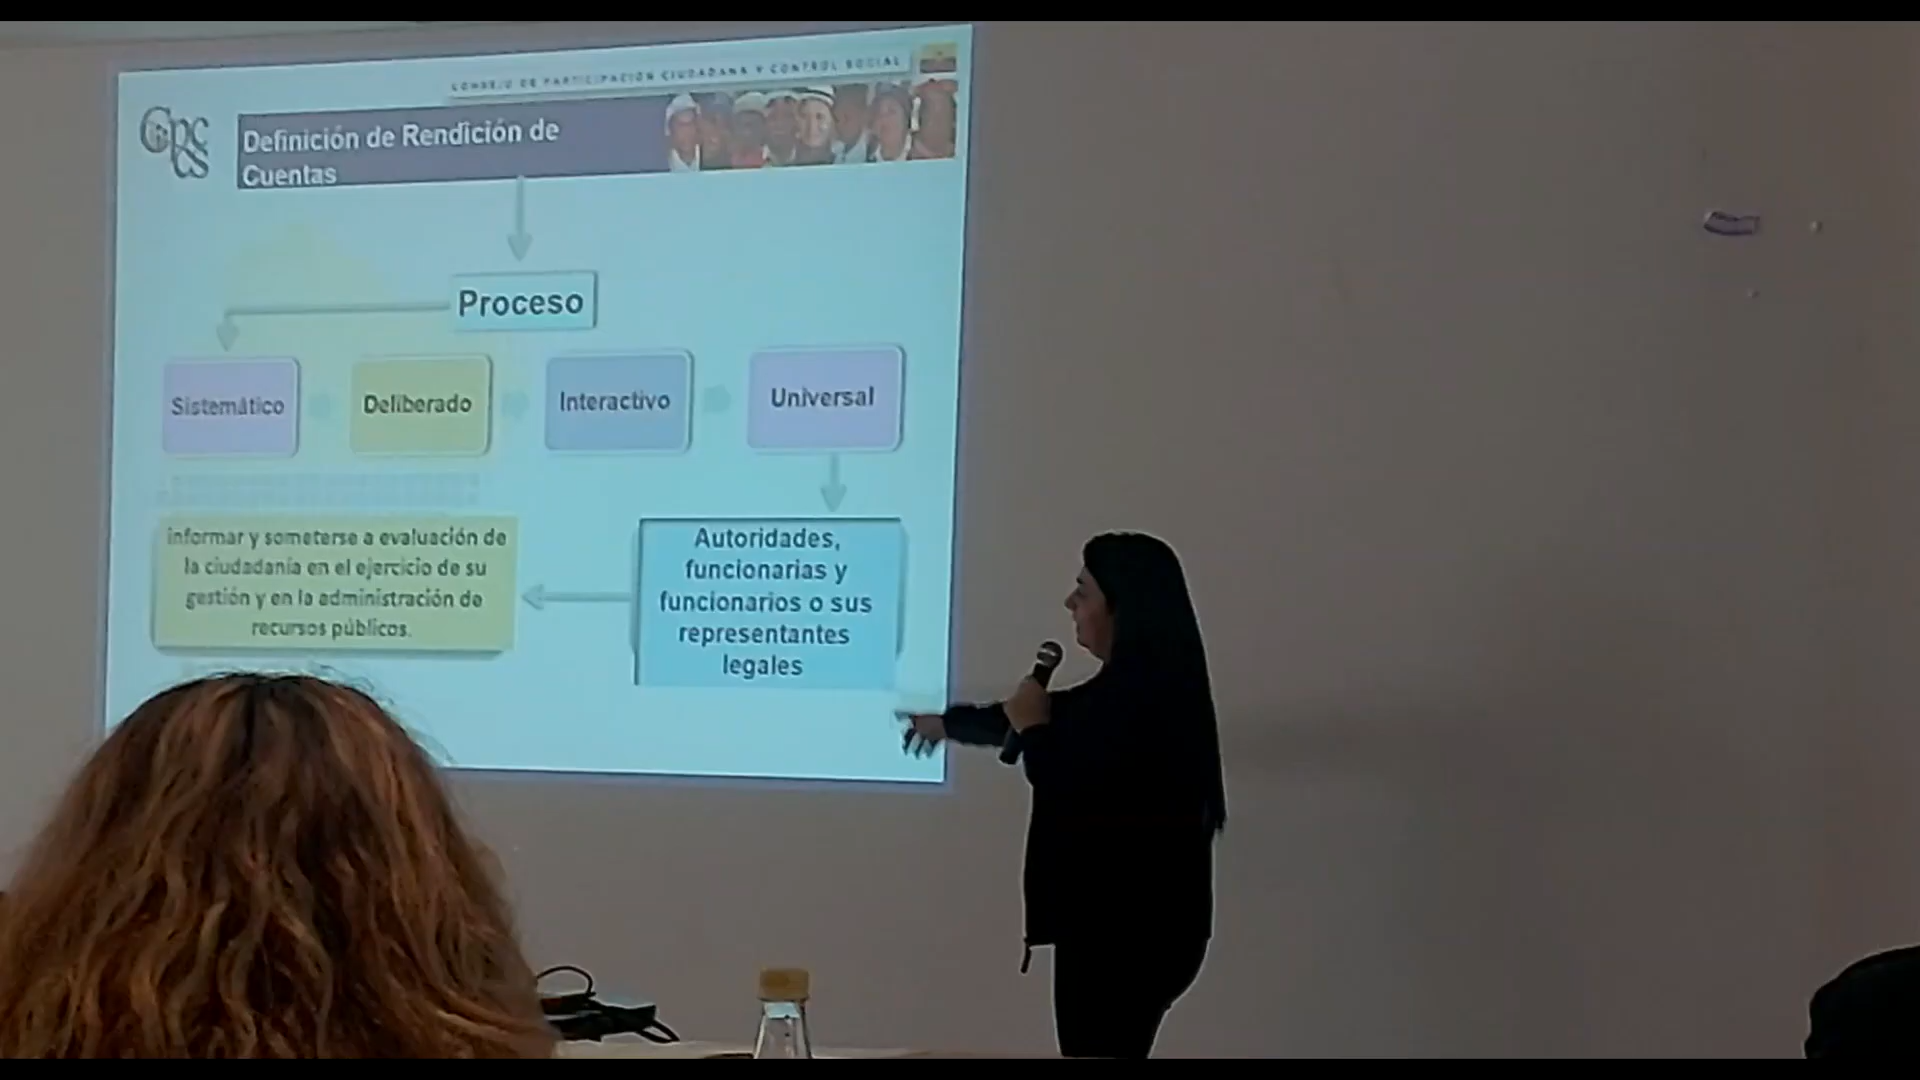 CONSEJO DE PARTICIPACIÓN CIUDADANA Y CONTROL SOCIAL
CPCCS
Definición de Rendición de
Cuentas
Proceso
Sistemático
Deliberado
Interactivo
Universal
informar y someterse a evaluación de
la ciudadanía en el ejercicio de su
gestión y en la administración de
recursos públicos.
Autoridades,
funcionarias y
funcionarios o sus
representantes
legales